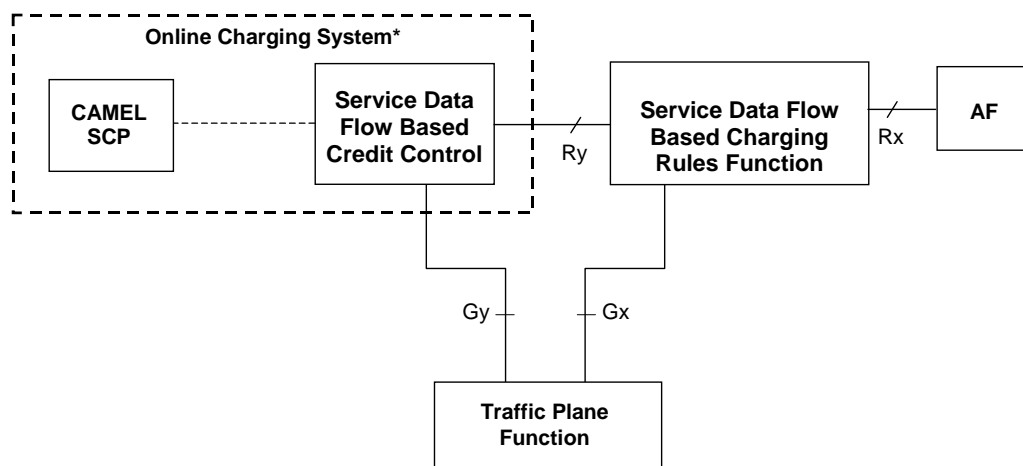 Online Charging System*
CAMEL
SCP
Service Data
Flow Based
Credit Control
Ry
Service Data Flow
Based Charging
Rules Function
Rx
AF
Gy
Gx
Traffic Plane
Function